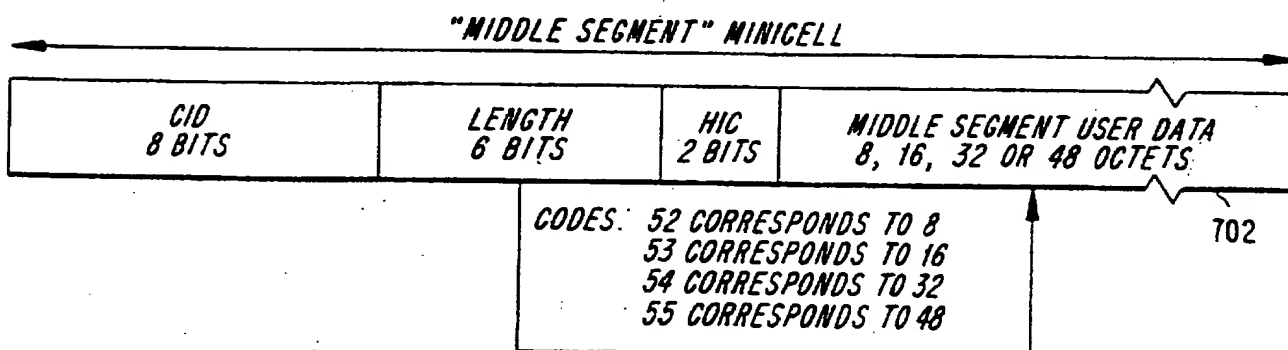 "MIDDLE SEGMENT" MINICELL
CID
8 BITS
LENGTH
6 BITS
HIC
2 BITS
MIDDLE SEGMENT USER DATA
8, 16, 32 OR 48 OCTETS
702
CODES: 52 CORRESPONDS TO 8
53 CORRESPONDS TO 16
54 CORRESPONDS TO 32
55 CORRESPONDS TO 48